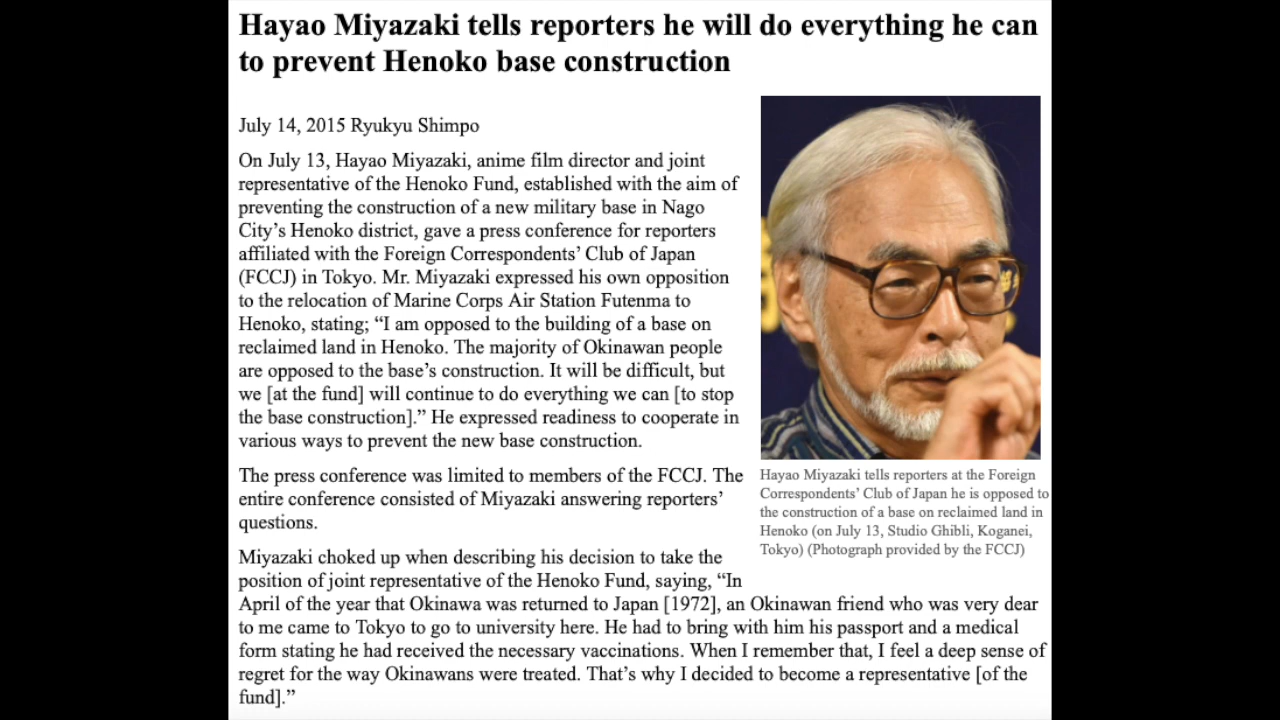 Hayao Miyazaki tells reporters he will do everything he can
to prevent Henoko base construction
July 14, 2015 Ryukyu Shimpo
On July 13, Hayao Miyazaki, anime film director and joint
representative of the Henoko Fund, established with the aim of
preventing the construction of a new military base in Nago
City’s Henoko district, gave a press conference for reporters
affiliated with the Foreign Correspondents’ Club of Japan
(FCCJ) in Tokyo. Mr. Miyazaki expressed his own opposition
to the relocation of Marine Corps Air Station Futenma to
Henoko, stating; “I am opposed to the building of a base on
reclaimed land in Henoko. The majority of Okinawan people
are opposed to the base’s construction. It will be difficult, but
we [at the fund] will continue to do everything we can [to stop
the base construction].” He expressed readiness to cooperate in
various ways to prevent the new base construction.
The press conference was limited to members of the FCCJ. The
entire conference consisted of Miyazaki answering reporters’
questions.
Miyazaki choked up when describing his decision to take the
position of joint representative of the Henoko Fund, saying, “In
April of the year that Okinawa was returned to Japan [1972], an Okinawan friend who was very dear
to me came to Tokyo to go to university here. He had to bring with him his passport and a medical
form stating he had received the necessary vaccinations. When I remember that, I feel a deep sense of
regret for the way Okinawans were treated. That’s why I decided to become a representative [of the
fund].”
Hayao Miyazaki tells reporters at the Foreign
Correspondents’ Club of Japan he is opposed to
the construction of a base on reclaimed land in
Henoko (on July 13, Studio Ghibli, Koganei,
Tokyo) (Photograph provided by the FCCJ)